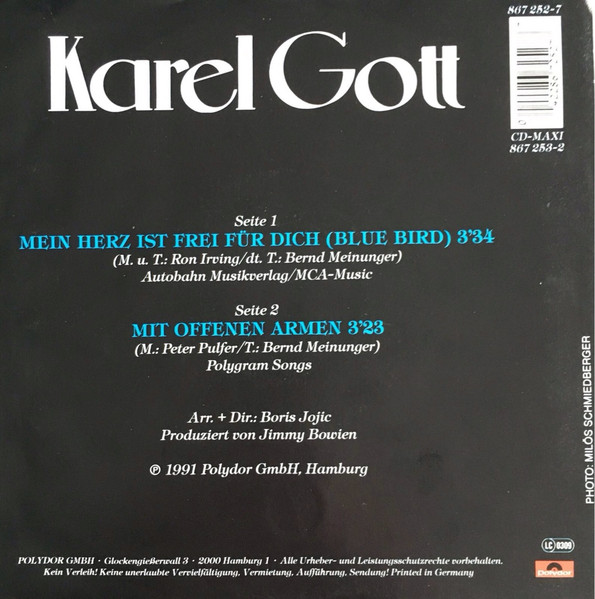 Karel Gott
867 252-7
CD-MAXI
867 253-2
Seite 1
MEIN HERZ IST FREI FÜR DICH (BLUE BIRD) 3'34
(M. u. T.: Ron Irving/dt. T.: Bernd Meinunger)
Autobahn Musikverlag/MCA-Music
Seite 2
MIT OFFENEN ARMEN 3'23
(M.: Peter Pulfer/T.: Bernd Meinunger)
Polygram Songs
Arr. + Dir.: Boris Jojic
Produziert von Jimmy Bowien
℗ 1991 Polydor GmbH, Hamburg
PHOTO: MILÓS SCHMIEDBERGER
LC 0309
POLYDOR GMBH · Glockengießerwall 3 · 2000 Hamburg 1 · Alle Urheber- und Leistungsschutzrechte vorbehalten.
Kein Verleih! Keine unerlaubte Vervielfältigung, Vermietung, Aufführung, Sendung! Printed in Germany
Polydor